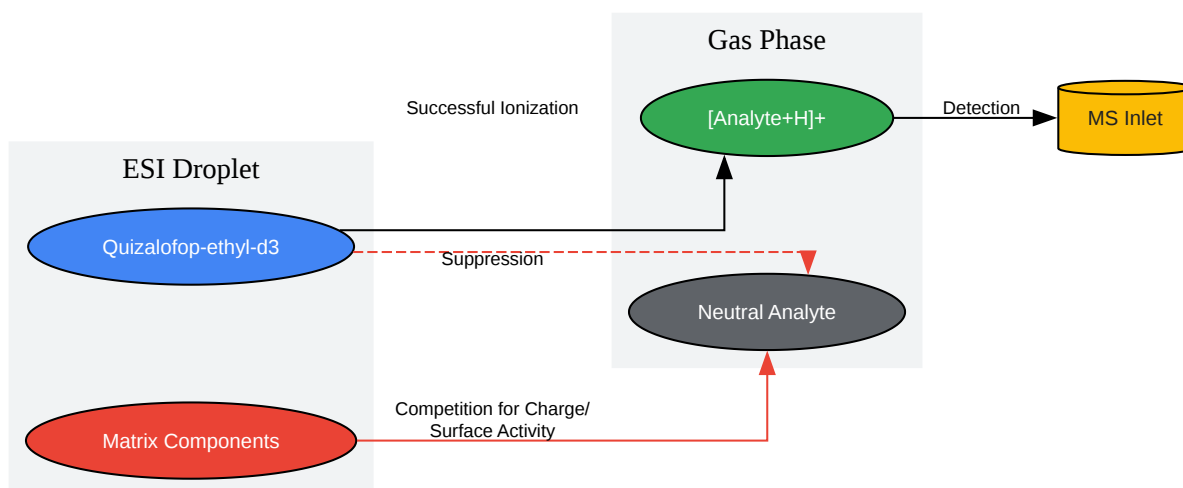 Gas Phase
Successful Ionization
[Analyte+H]+
Detection
MS Inlet
ESI Droplet
Quizalofop-ethyl-d3
Suppression
Neutral Analyte
Competition for Charge/
Surface Activity
Matrix Components